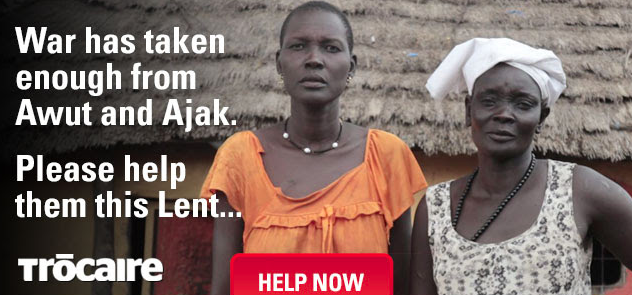 War has taken
enough from
Awut and Ajak.
Please help
them this Lent...
Trōcaire
HELP NOW